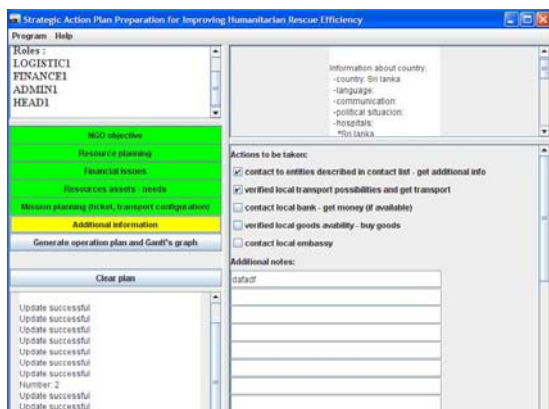 Strategic Action Plan Preparation for Improving Humanitarian Rescue Efficiency
Program Help
Roles :
LOGISTIC1
FINANCE1
ADMIN1
HEAD1
NGO objective
Resource planning
Financial issues
Resources assets - needs
Mission planning (ticket, transport configuration)
Additional information
Generate operation plan and Gantt's graph
Clear plan
Update successful
Update successful
Update successful
Update successful
Update successful
Update successful
Number: 2
Update successful
Update successful
Information about country:
-country: Sri lanka
-language:
-communication:
-political situacion:
-hospitals:
*Sri lanka
Actions to be taken:
contact to entities described in contact list - get additional info
verified local transport possibilities and get transport
contact local bank - get money (if available)
verified local goods avability - buy goods
contact local embassy
Additional notes:
dafadf